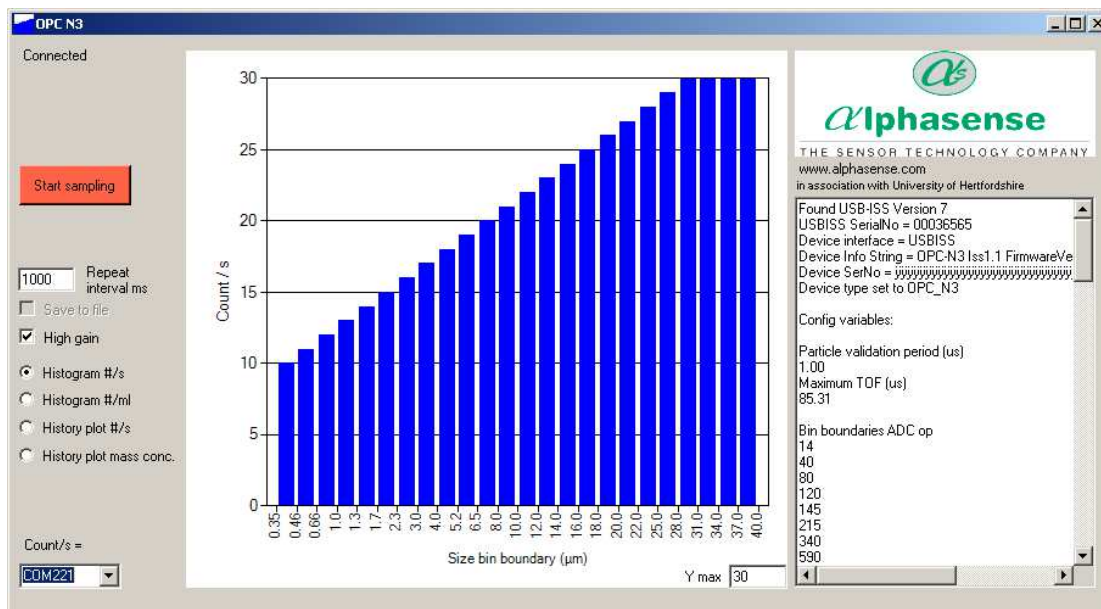 OPC N3
Connected
Start sampling
1000
Repeat
interval ms
Save to file
High gain
Histogram #/s
Histogram #/ml
History plot #/s
History plot mass conc.
Count/s =
COM221
Count / s
30
25
20
15
10
5
0
0.35
0.46
0.66
1.0
1.3
1.7
2.3
3.0
4.0
5.2
6.5
8.0
10.0
12.0
14.0
16.0
18.0
20.0
22.0
25.0
28.0
31.0
34.0
37.0
40.0
Size bin boundary (µm)
Y max 30
αs
αlphasense
THE SENSOR TECHNOLOGY COMPANY
www.alphasense.com
in association with University of Hertfordshire
Found USB-ISS Version 7
USBISS SerialNo = 00036565
Device interface = USBISS
Device Info String = OPC-N3 Iss1.1 FirmwareVe
Device SerNo =
Device type set to OPC_N3
Config variables:
Particle validation period (us)
1.00
Maximum TOF (us)
85.31
Bin boundaries ADC op
14
40
80
120
145
215
340
590